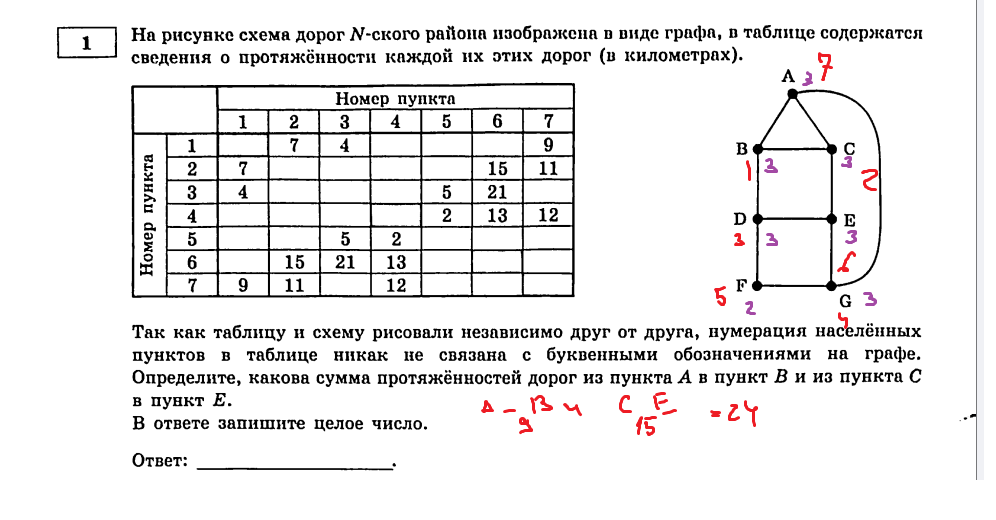 1
На рисунке схема дорог N-ского района изображена в виде графа, в таблице содержатся
сведения о протяжённости каждой их этих дорог (в километрах).
Номер пункта
1 2 3 4 5 6 7
Номер пункта
1 7 4 9
2 7 15 11
3 4 5 21
4 2 13 12
5 5 2
6 15 21 13
7 9 11 12
A 3 7
B 3 C 3
1 2
D 3 E 3
3 6
F 2 G 3
5 4
Так как таблицу и схему рисовали независимо друг от друга, нумерация населённых
пунктов в таблице никак не связана с буквенными обозначениями на графе.
Определите, какова сумма протяжённостей дорог из пункта A в пункт B и из пункта C
в пункт E.
A – B и C E = 24
9 15
В ответе запишите целое число.
Ответ: ____________________.